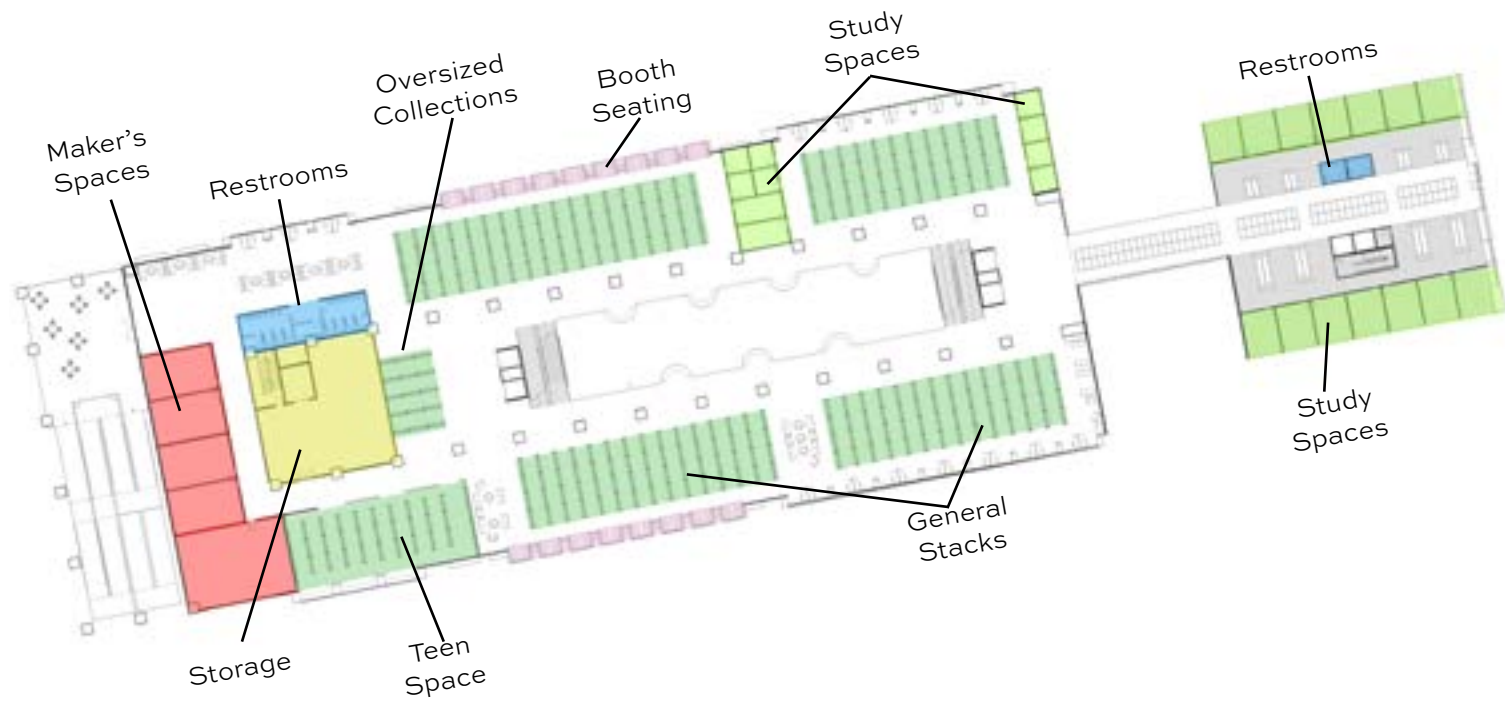 Study
Spaces
Restrooms
Oversized
Collections
Booth
Seating
Maker's
Spaces
Restrooms
Study
Spaces
General
Stacks
Teen
Space
Storage